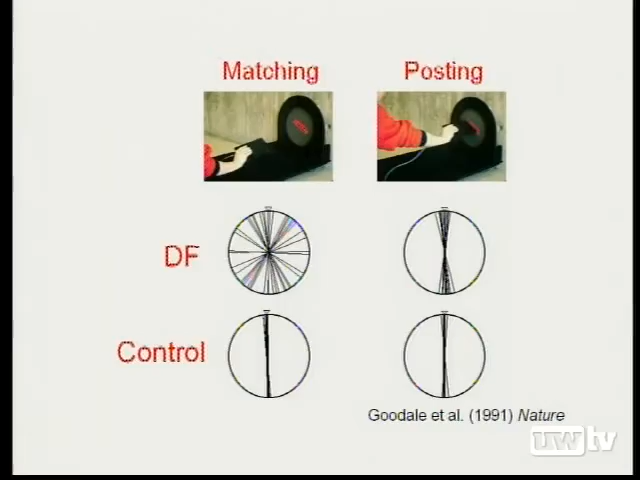 Matching Posting
DF
Control
Goodale et al. (1991) Nature
uwtv